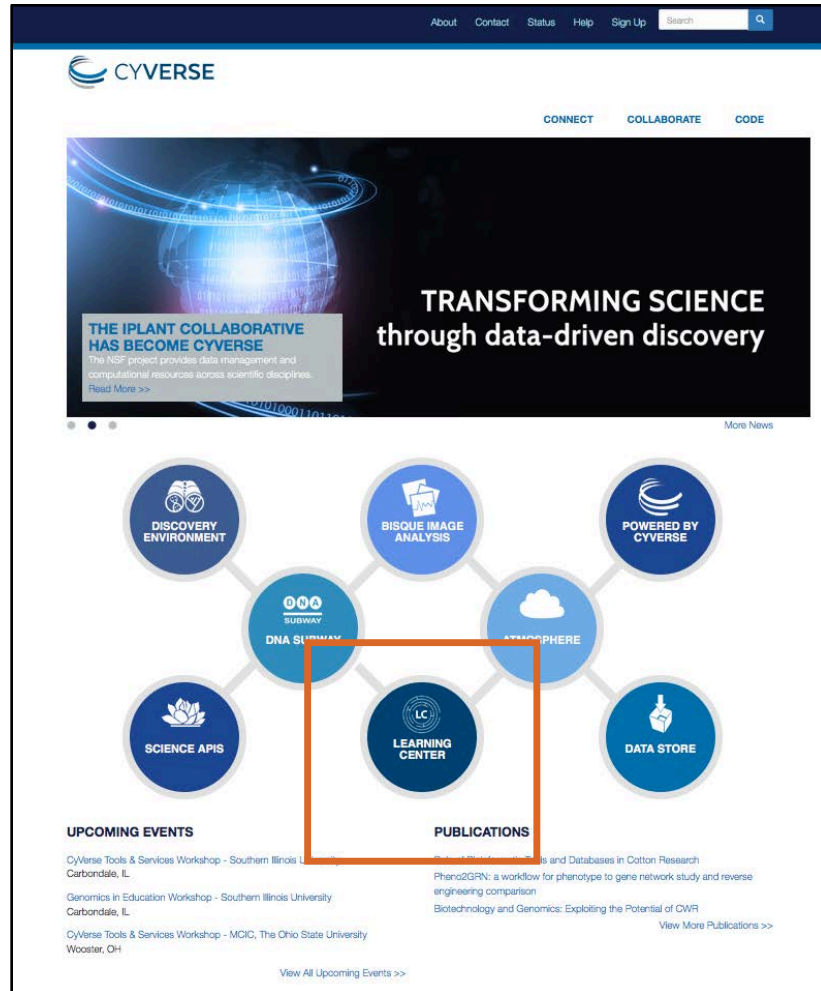 About Contact Status Help Sign Up Search
CYVERSE
CONNECT COLLABORATE CODE
TRANSFORMING SCIENCE
through data-driven discovery
THE IPLANT COLLABORATIVE
HAS BECOME CYVERSE
The NSF project provides data management and
computational resources across scientific disciplines.
Read More >>
More News
DISCOVERY
ENVIRONMENT
BISQUE IMAGE
ANALYSIS
POWERED BY
CYVERSE
DNA
SUBWAY
DNA SUBWAY
ATMOSPHERE
SCIENCE APIS
LC
LEARNING
CENTER
DATA STORE
UPCOMING EVENTS
CyVerse Tools & Services Workshop - Southern Illinois University
Carbondale, IL
Genomics in Education Workshop - Southern Illinois University
Carbondale, IL
CyVerse Tools & Services Workshop - MCIC, The Ohio State University
Wooster, OH
View All Upcoming Events >>
PUBLICATIONS
Tools and Databases in Cotton Research
Pheno2GRN: a workflow for phenotype to gene network study and reverse
engineering comparison
Biotechnology and Genomics: Exploiting the Potential of CWR
View More Publications >>